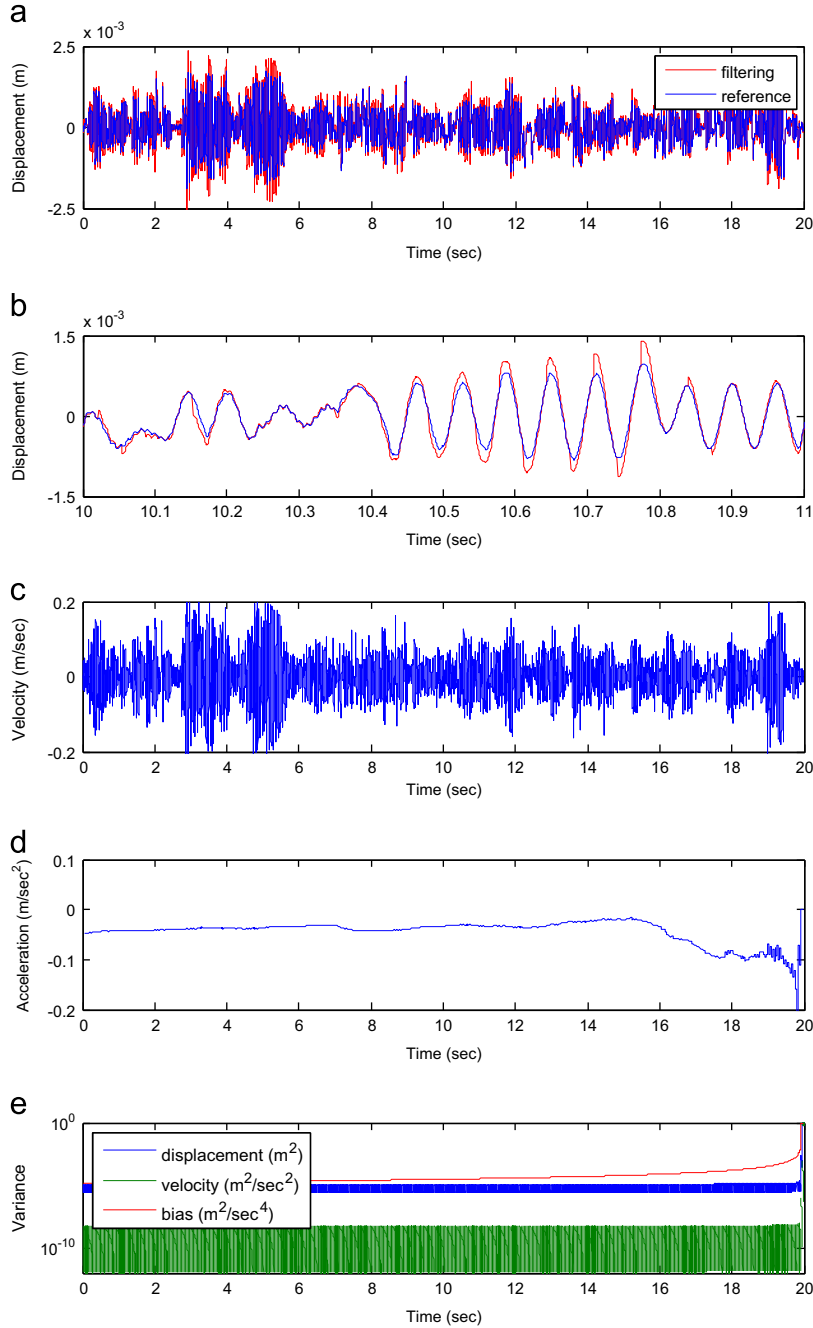 a
x 10^-3
2.5
0
-2.5
Displacement (m)
filtering
reference
0 2 4 6 8 10 12 14 16 18 20
Time (sec)
b
x 10^-3
1.5
0
-1.5
Displacement (m)
10 10.1 10.2 10.3 10.4 10.5 10.6 10.7 10.8 10.9 11
Time (sec)
c
0.2
0
-0.2
Velocity (m/sec)
0 2 4 6 8 10 12 14 16 18 20
Time (sec)
d
0.1
0
-0.1
-0.2
Acceleration (m/sec^2)
0 2 4 6 8 10 12 14 16 18 20
Time (sec)
e
10^0
10^-10
Variance
displacement (m^2)
velocity (m^2/sec^2)
bias (m^2/sec^4)
0 2 4 6 8 10 12 14 16 18 20
Time (sec)